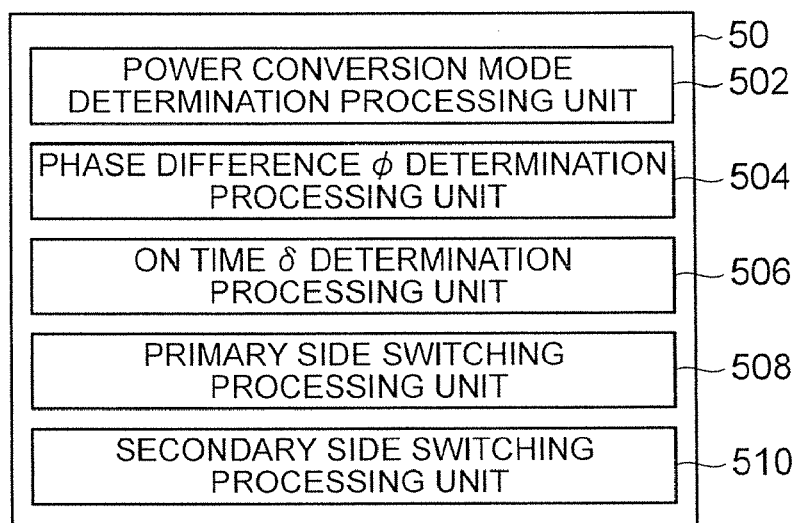 50
POWER CONVERSION MODE
DETERMINATION PROCESSING UNIT
502
PHASE DIFFERENCE ϕ DETERMINATION
PROCESSING UNIT
504
ON TIME δ DETERMINATION
PROCESSING UNIT
506
PRIMARY SIDE SWITCHING
PROCESSING UNIT
508
SECONDARY SIDE SWITCHING
PROCESSING UNIT
510